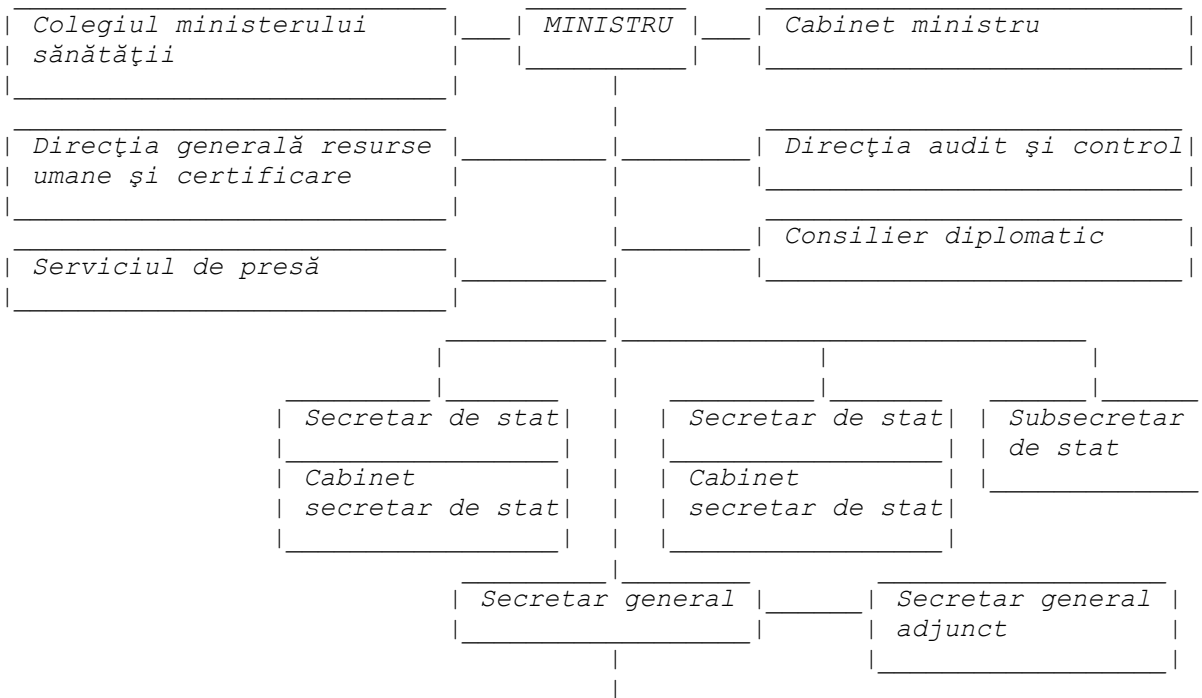 Colegiul ministerului
sănătăţii
MINISTRU
Cabinet ministru
Direcţia generală resurse
umane şi certificare
Direcţia audit şi control
Consilier diplomatic
Serviciul de presă
Secretar de stat
Cabinet
secretar de stat
Secretar de stat
Cabinet
secretar de stat
Subsecretar
de stat
Secretar general
Secretar general
adjunct